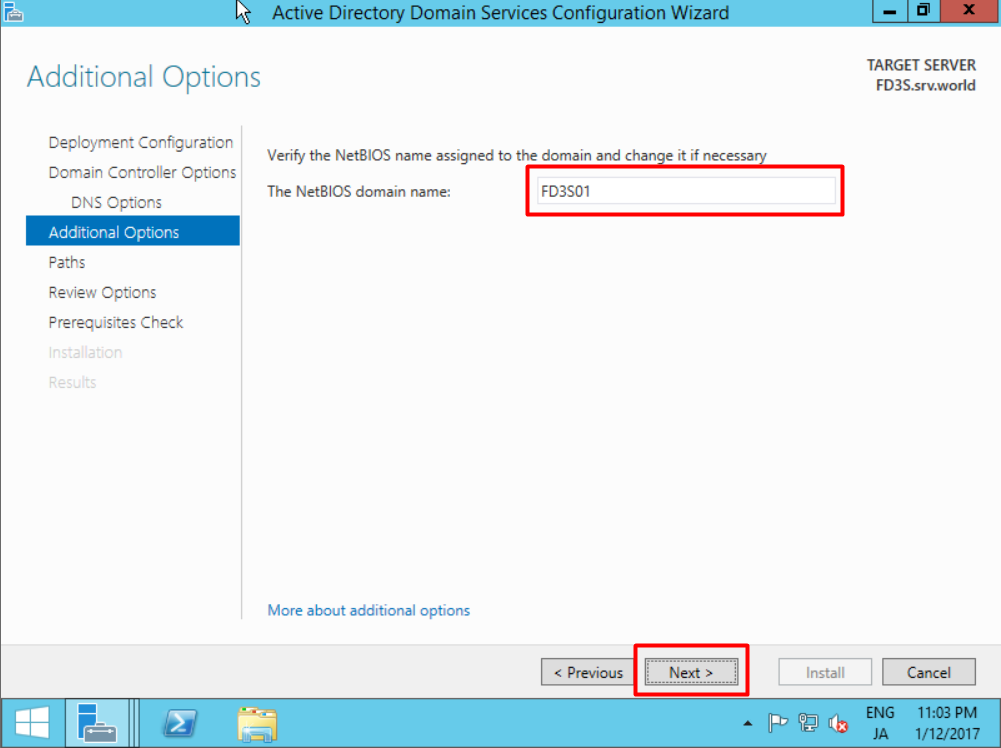 Active Directory Domain Services Configuration Wizard
Additional Options
TARGET SERVER
FD3S.srv.world
Deployment Configuration
Domain Controller Options
DNS Options
Additional Options
Paths
Review Options
Prerequisites Check
Installation
Results
Verify the NetBIOS name assigned to the domain and change it if necessary
The NetBIOS domain name: FD3S01
More about additional options
< Previous Next > Install Cancel
ENG 11:03 PM
JA 1/12/2017